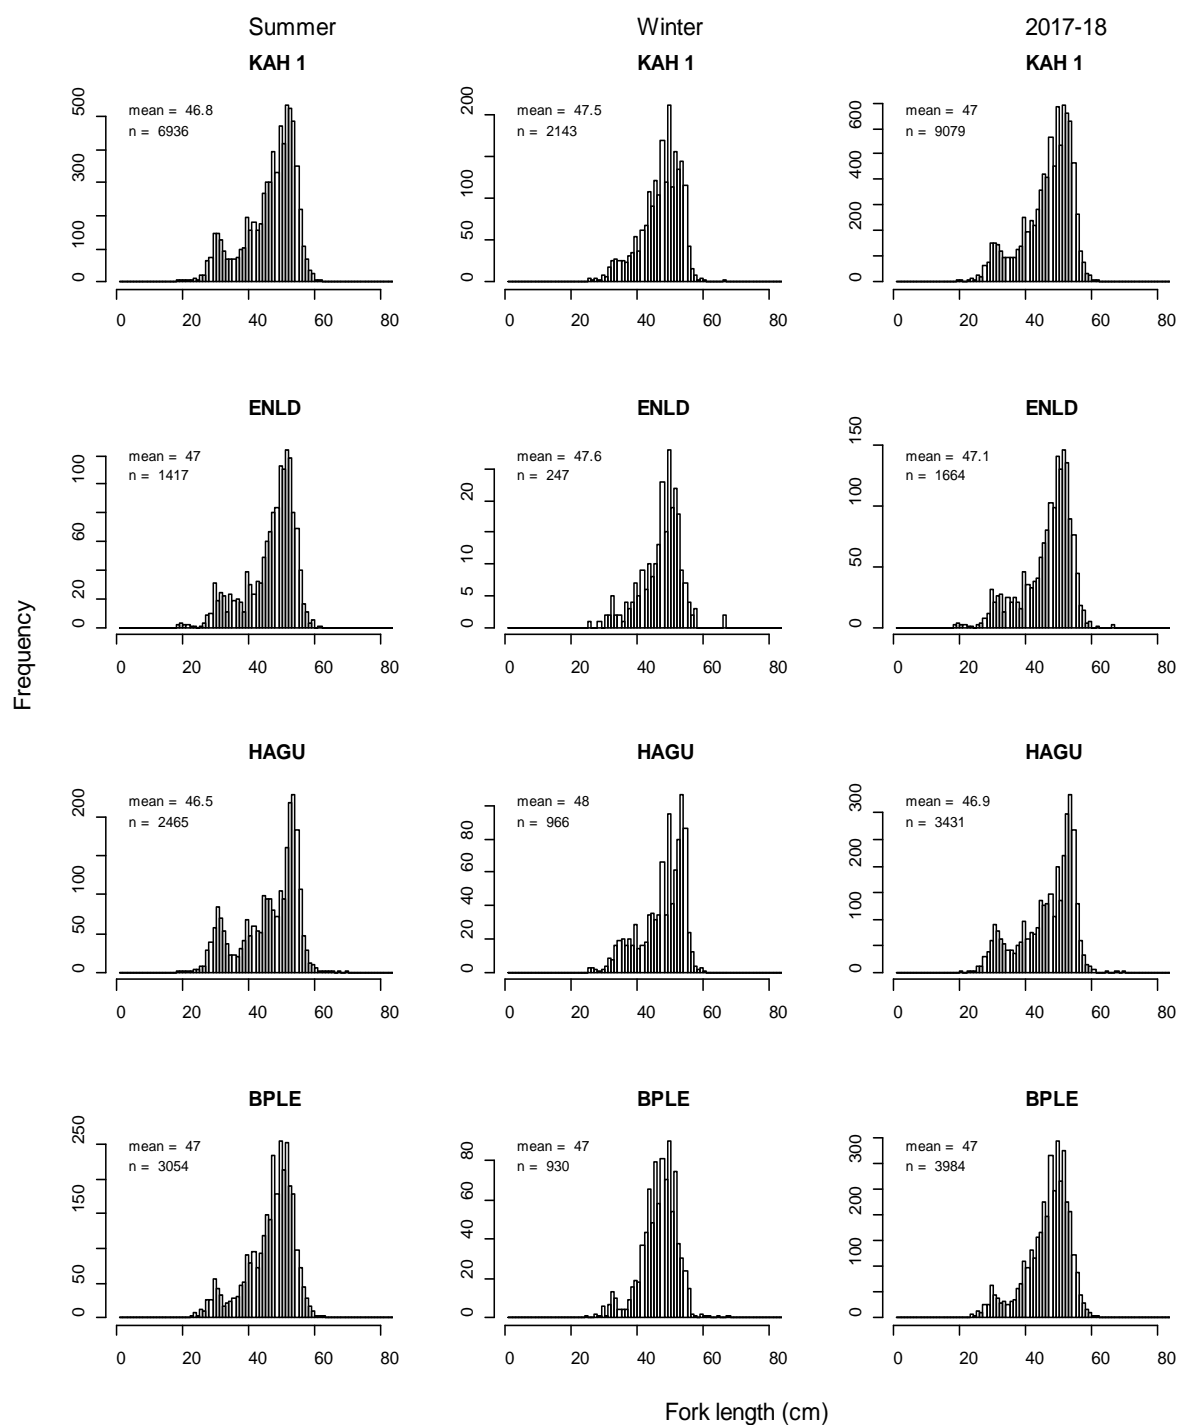 Summer Winter 2017-18
KAH 1 KAH 1 KAH 1
mean = 46.8
n = 6936
0 100 300 500
0 20 40 60 80
mean = 47.5
n = 2143
0 50 100 200
0 20 40 60 80
mean = 47
n = 9079
0 200 400 600
0 20 40 60 80
ENLD ENLD ENLD
mean = 47
n = 1417
0 20 60 100
0 20 40 60 80
mean = 47.6
n = 247
0 5 10 20
0 20 40 60 80
mean = 47.1
n = 1664
0 50 100 150
0 20 40 60 80
Frequency
HAGU HAGU HAGU
mean = 46.5
n = 2465
0 50 100 200
0 20 40 60 80
mean = 48
n = 966
0 20 40 60 80
0 20 40 60 80
mean = 46.9
n = 3431
0 100 200 300
0 20 40 60 80
BPLE BPLE BPLE
mean = 47
n = 3054
0 50 150 250
0 20 40 60 80
mean = 47
n = 930
0 20 40 60 80
0 20 40 60 80
mean = 47
n = 3984
0 100 200 300
0 20 40 60 80
Fork length (cm)